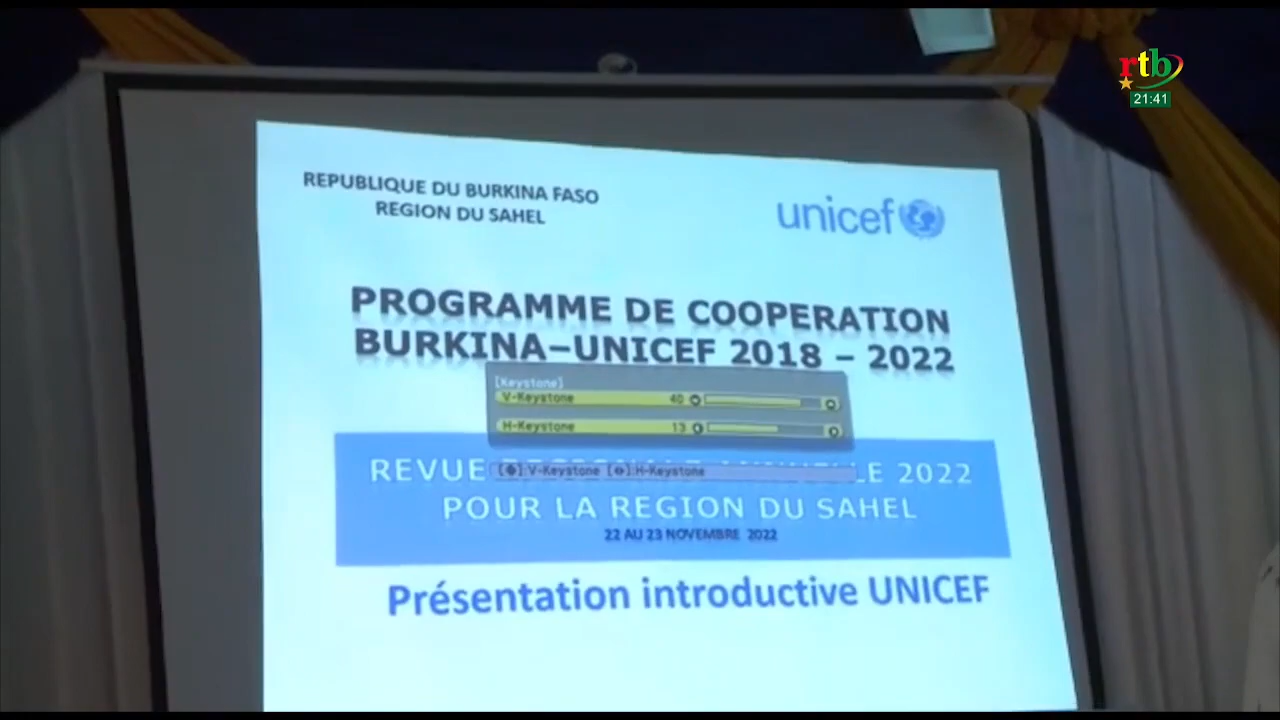 rtb
21:41
REPUBLIQUE DU BURKINA FASO
REGION DU SAHEL
unicef
PROGRAMME DE COOPERATION
BURKINA–UNICEF 2018 – 2022
[Keystone]
V-Keystone 40
H-Keystone 13
REVUE LE 2022
:V-Keystone :H-Keystone
POUR LA REGION DU SAHEL
22 AU 23 NOVEMBRE 2022
Présentation introductive UNICEF